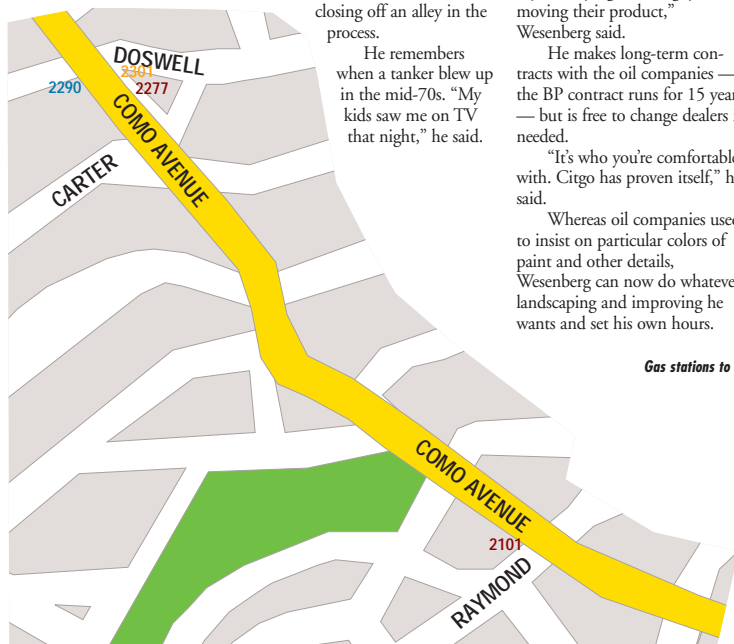 closing off an alley in the
process.
He remembers
when a tanker blew up
in the mid-70s. “My
kids saw me on TV
that night,” he said.
moving their product,”
Wesenberg said.
He makes long-term con-
tracts with the oil companies —
the BP contract runs for 15 year
— but is free to change dealers
needed.
“It’s who you’re comfortable
with. Citgo has proven itself,” h
said.
Whereas oil companies used
to insist on particular colors of
paint and other details,
Wesenberg can now do whateve
landscaping and improving he
wants and set his own hours.
Gas stations to
DOSWELL
2301
2290
2277
COMO AVENUE
CARTER
COMO AVENUE
2101
RAYMOND